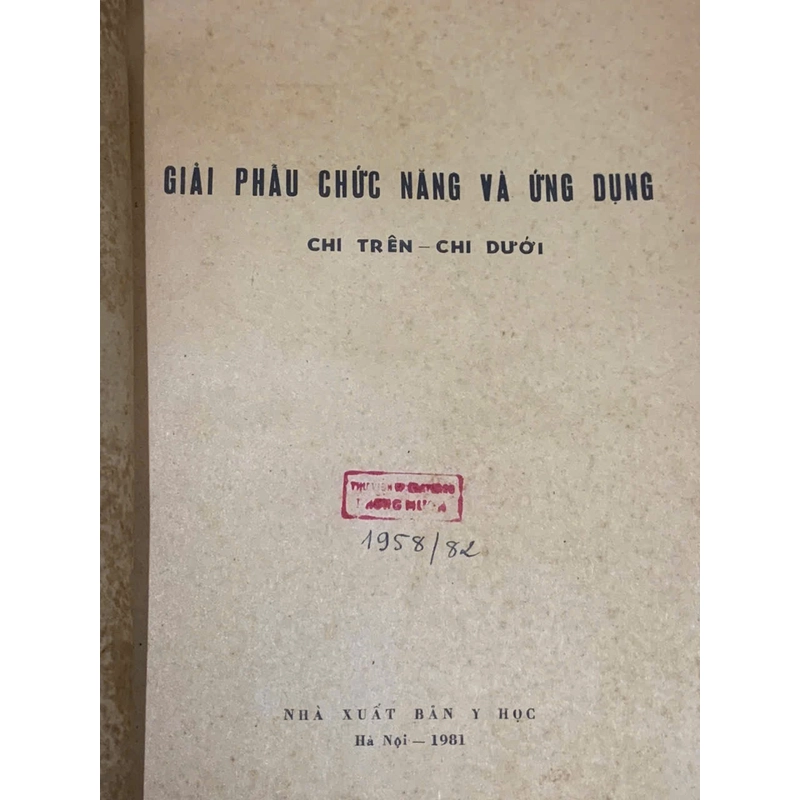 GIẢI PHẪU CHỨC NĂNG VÀ ỨNG DỤNG
CHI TRÊN – CHI DƯỚI
1958/82
NHÀ XUẤT BẢN Y HỌC
Hà Nội — 1981